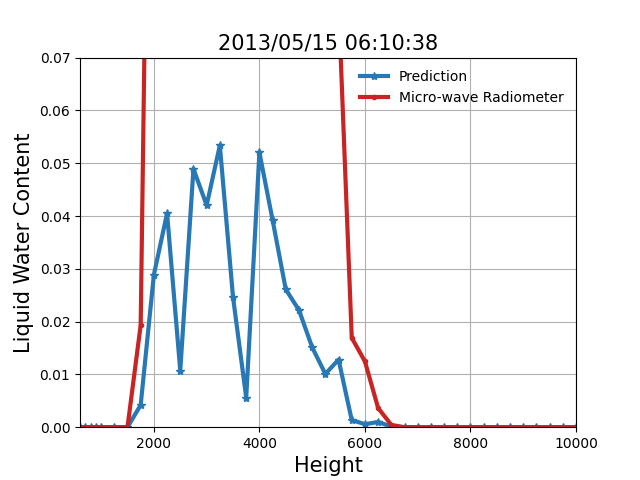 2013/05/15 06:10:38
Prediction
Micro-wave Radiometer
Liquid Water Content
0.07
0.06
0.05
0.04
0.03
0.02
0.01
0.00
2000 4000 6000 8000 10000
Height